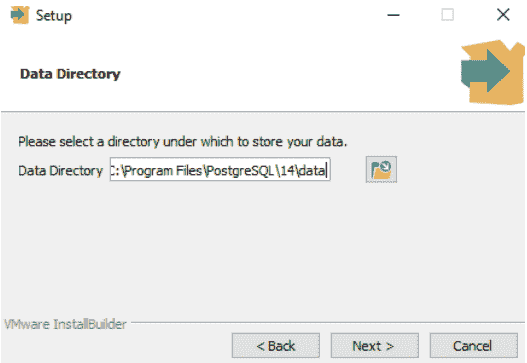 Setup
Data Directory
Please select a directory under which to store your data.
Data Directory C:\Program Files\PostgreSQL\14\data
VMware InstallBuilder
< Back Next > Cancel